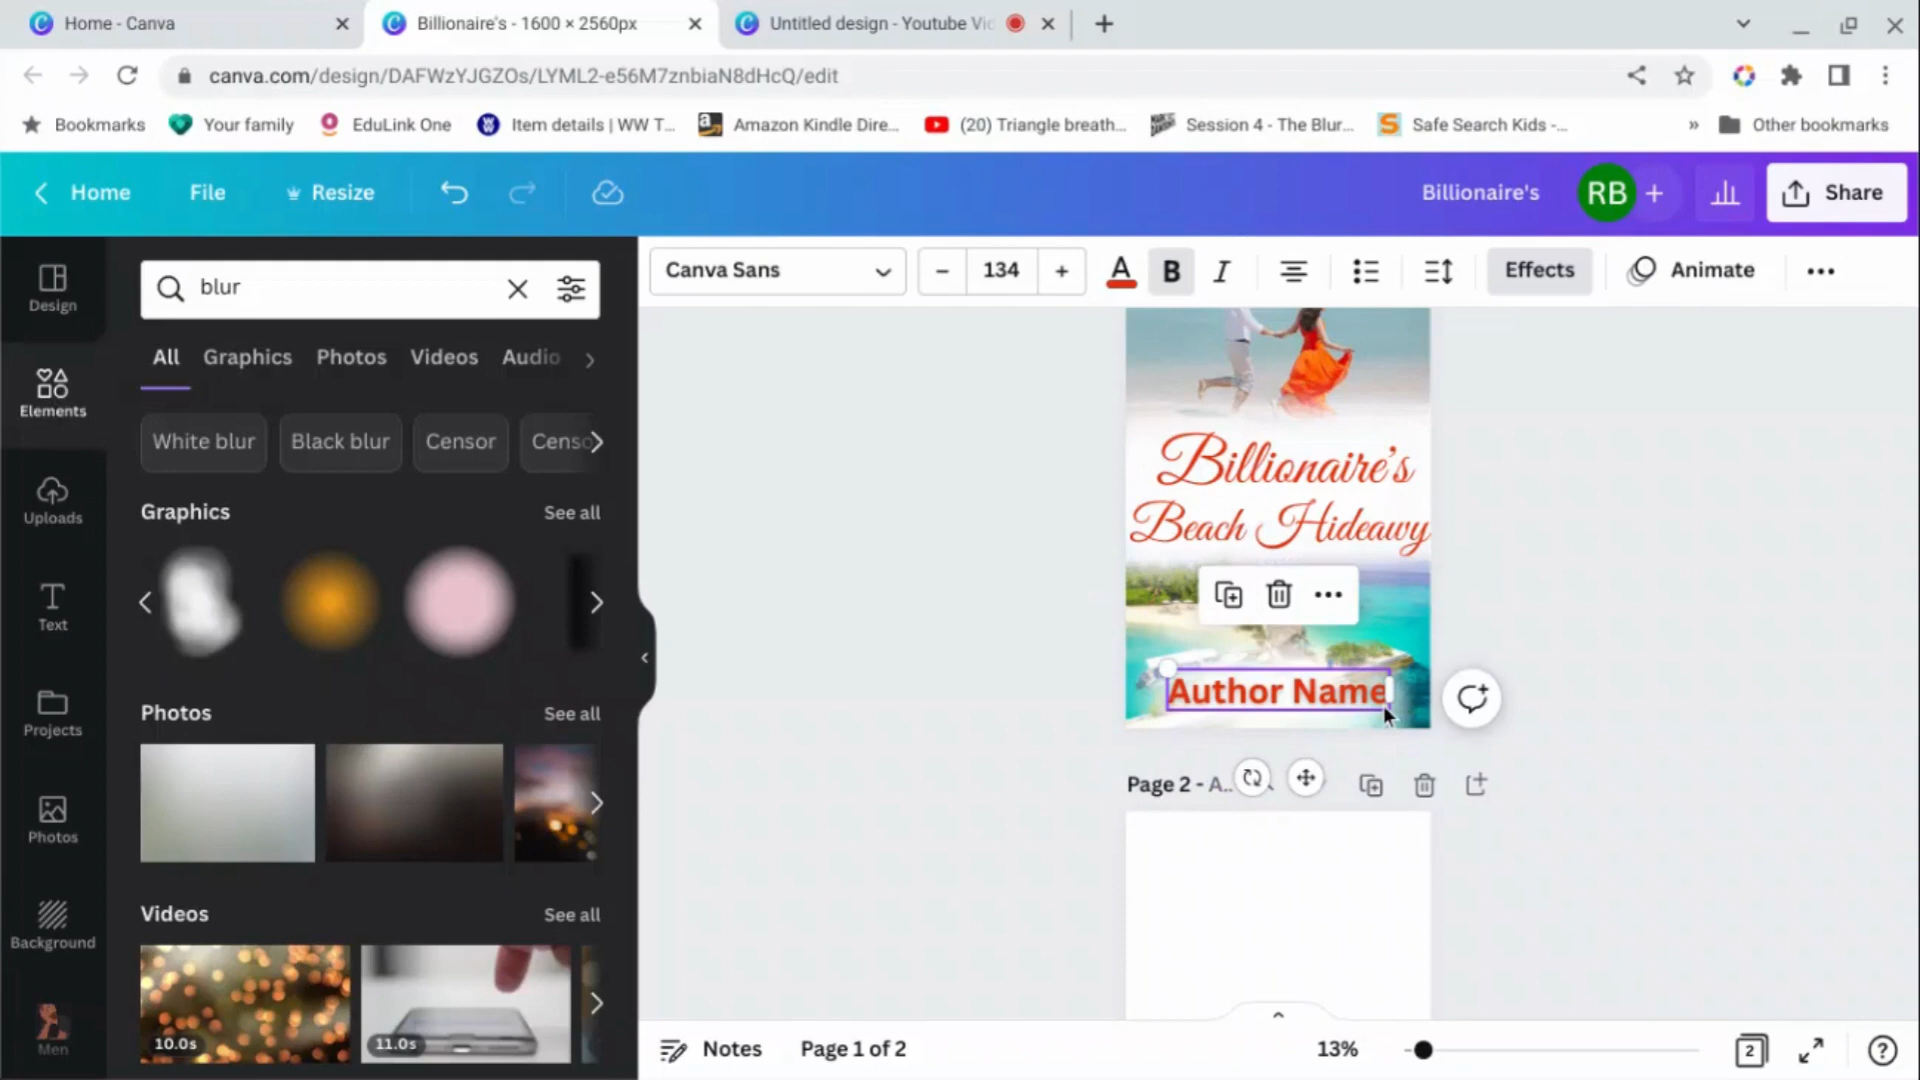 Home - Canva
Billionaire's - 1600 × 2560px
Untitled design - Youtube Vi
canva.com/design/DAFWzYJGZOs/LYML2-e56M7znbiaN8dHcQ/edit
Bookmarks
Your family
EduLink One
Item details | WW T...
Amazon Kindle Dire...
(20) Triangle breath...
Session 4 - The Blur...
Safe Search Kids -...
»
Other bookmarks
Home
File
Resize
Billionaire's
RB
+
Share
Design
Elements
Uploads
Text
Projects
Photos
Background
Men
blur
All
Graphics
Photos
Videos
Audio
White blur
Black blur
Censor
Censo
Graphics
See all
Photos
See all
Videos
See all
10.0s
11.0s
Canva Sans
– 134 +
A
B
I
Effects
Animate
Billionaire's
Beach Hideawy
Author Name
Page 2 - A..
Notes
Page 1 of 2
13%
2
?